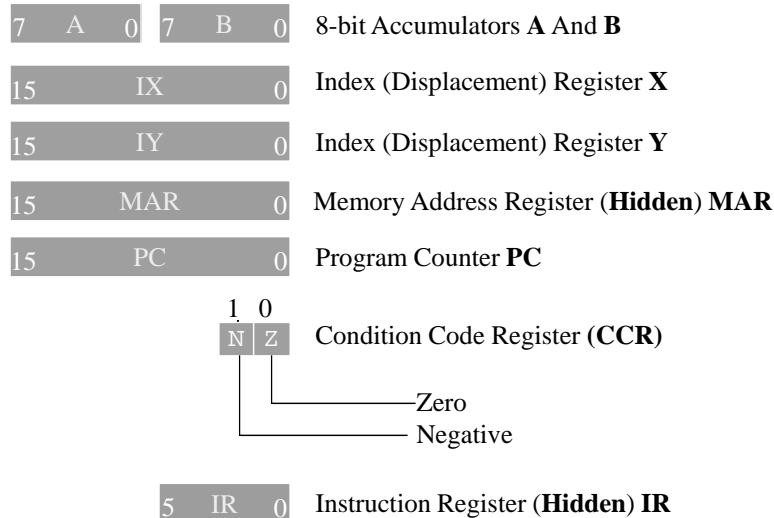 7 A 0 7 B 0 8-bit Accumulators A And B
15 IX 0 Index (Displacement) Register X
15 IY 0 Index (Displacement) Register Y
15 MAR 0 Memory Address Register (Hidden) MAR
15 PC 0 Program Counter PC
1 0
N Z Condition Code Register (CCR)
Zero
Negative
5 IR 0 Instruction Register (Hidden) IR